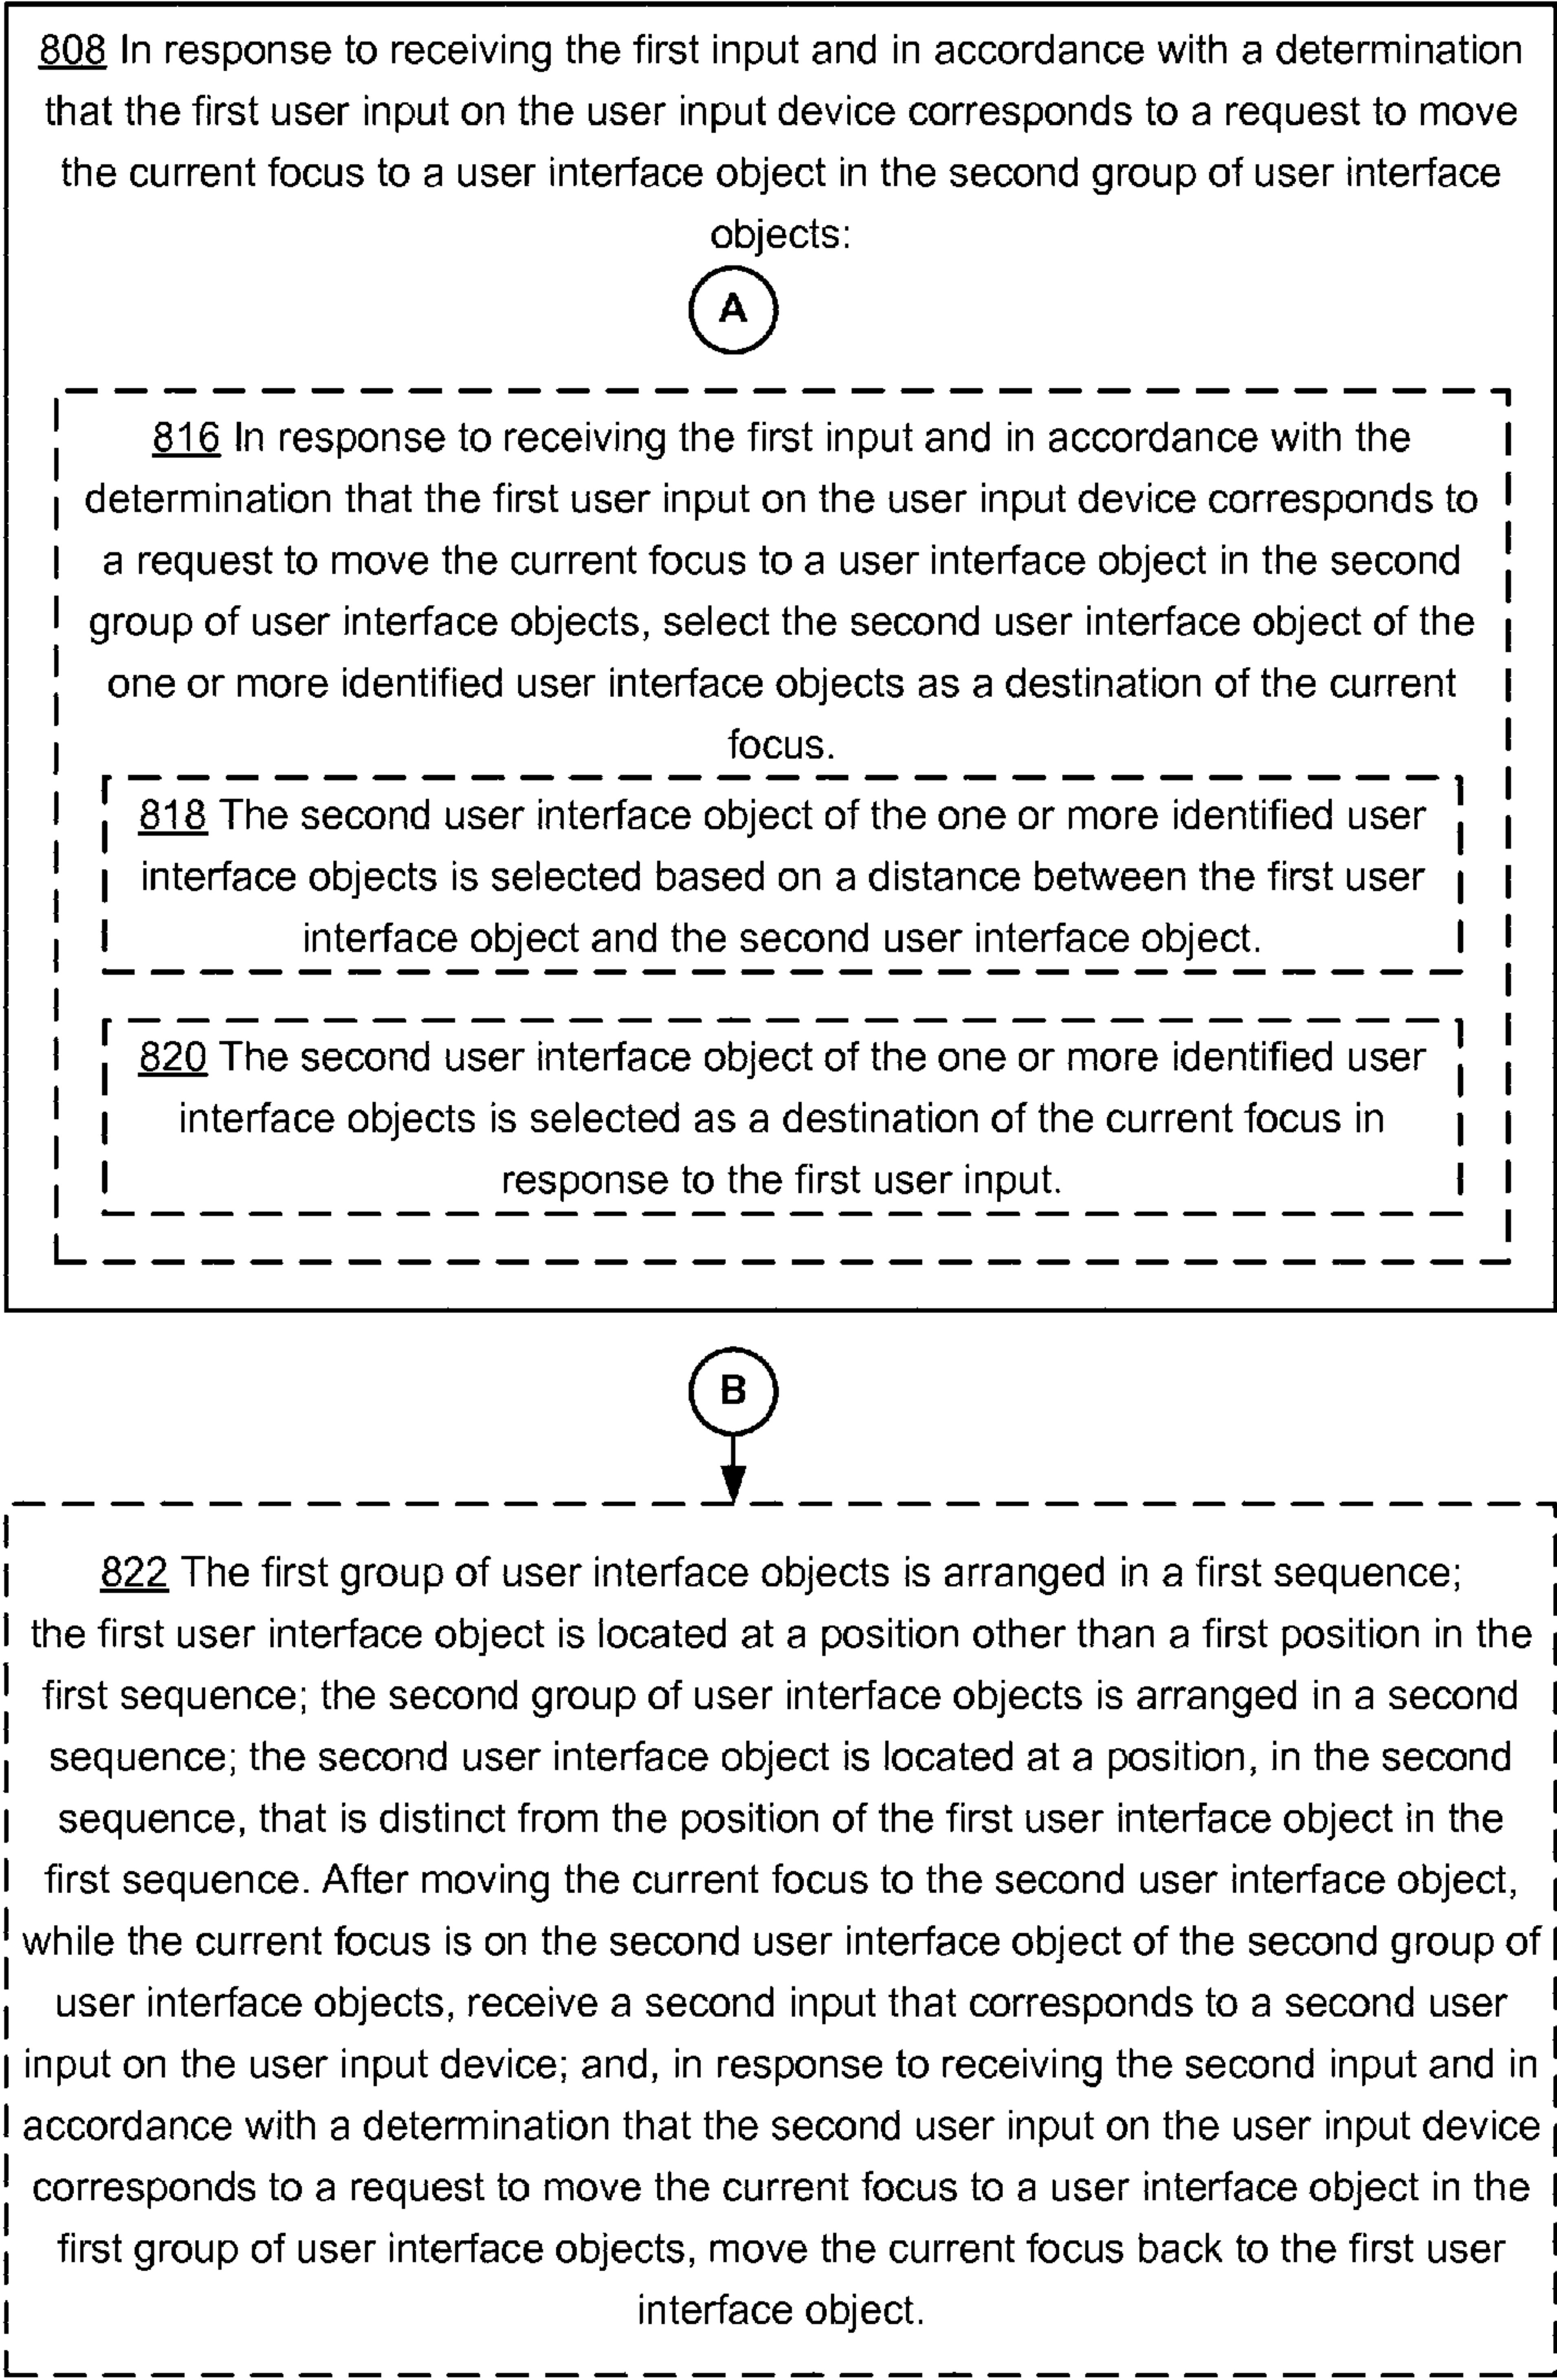 808 In response to receiving the first input and in accordance with a determination
that the first user input on the user input device corresponds to a request to move
the current focus to a user interface object in the second group of user interface
objects:
A
816 In response to receiving the first input and in accordance with the
determination that the first user input on the user input device corresponds to
a request to move the current focus to a user interface object in the second
group of user interface objects, select the second user interface object of the
one or more identified user interface objects as a destination of the current
focus.
818 The second user interface object of the one or more identified user
interface objects is selected based on a distance between the first user
interface object and the second user interface object.
820 The second user interface object of the one or more identified user
interface objects is selected as a destination of the current focus in
response to the first user input.
B
822 The first group of user interface objects is arranged in a first sequence;
the first user interface object is located at a position other than a first position in the
first sequence; the second group of user interface objects is arranged in a second
sequence; the second user interface object is located at a position, in the second
sequence, that is distinct from the position of the first user interface object in the
first sequence. After moving the current focus to the second user interface object,
while the current focus is on the second user interface object of the second group of
user interface objects, receive a second input that corresponds to a second user
input on the user input device; and, in response to receiving the second input and in
accordance with a determination that the second user input on the user input device
corresponds to a request to move the current focus to a user interface object in the
first group of user interface objects, move the current focus back to the first user
interface object.